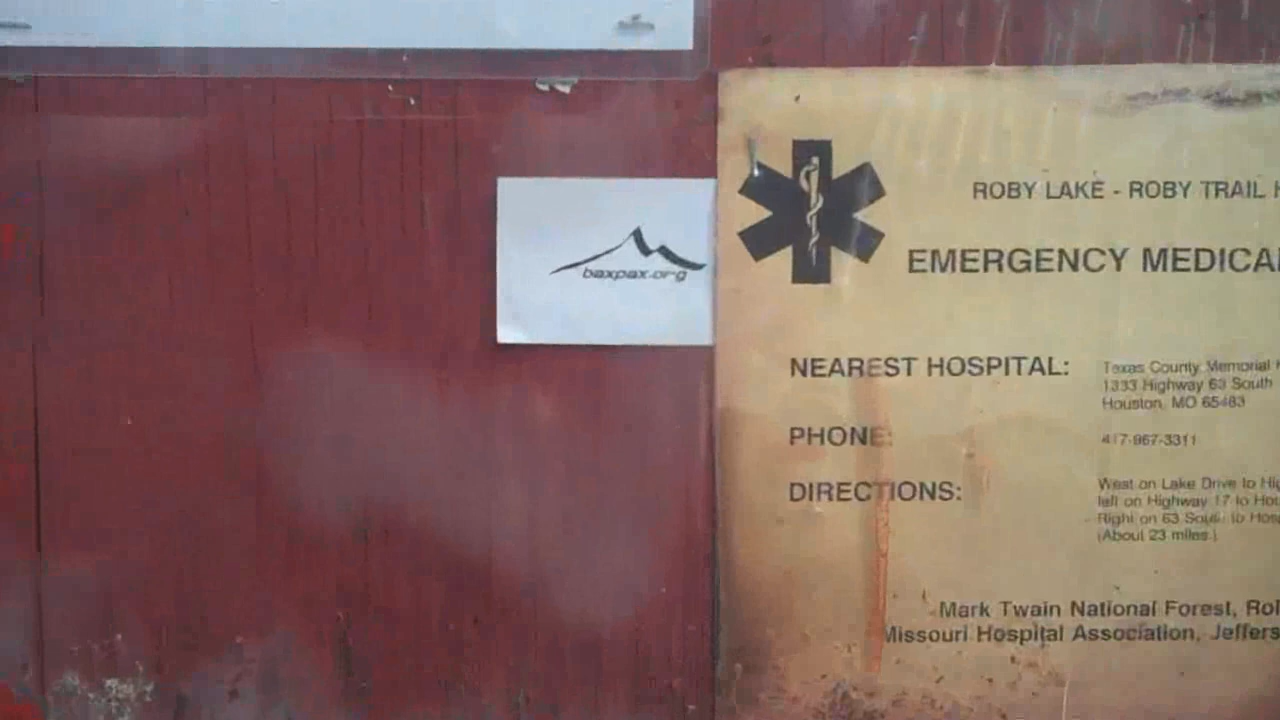 baxpax.org
ROBY LAKE - ROBY TRAIL
EMERGENCY MEDICA
NEAREST HOSPITAL:
Texas County Memorial
1333 Highway 63 South
Houston, MO 65483
PHONE:
417-967-3311
DIRECTIONS:
West on Lake Drive to
left on Highway 17 to
Right on 63 South to
(About 23 miles.)
Mark Twain National Forest,
Missouri Hospital Association,